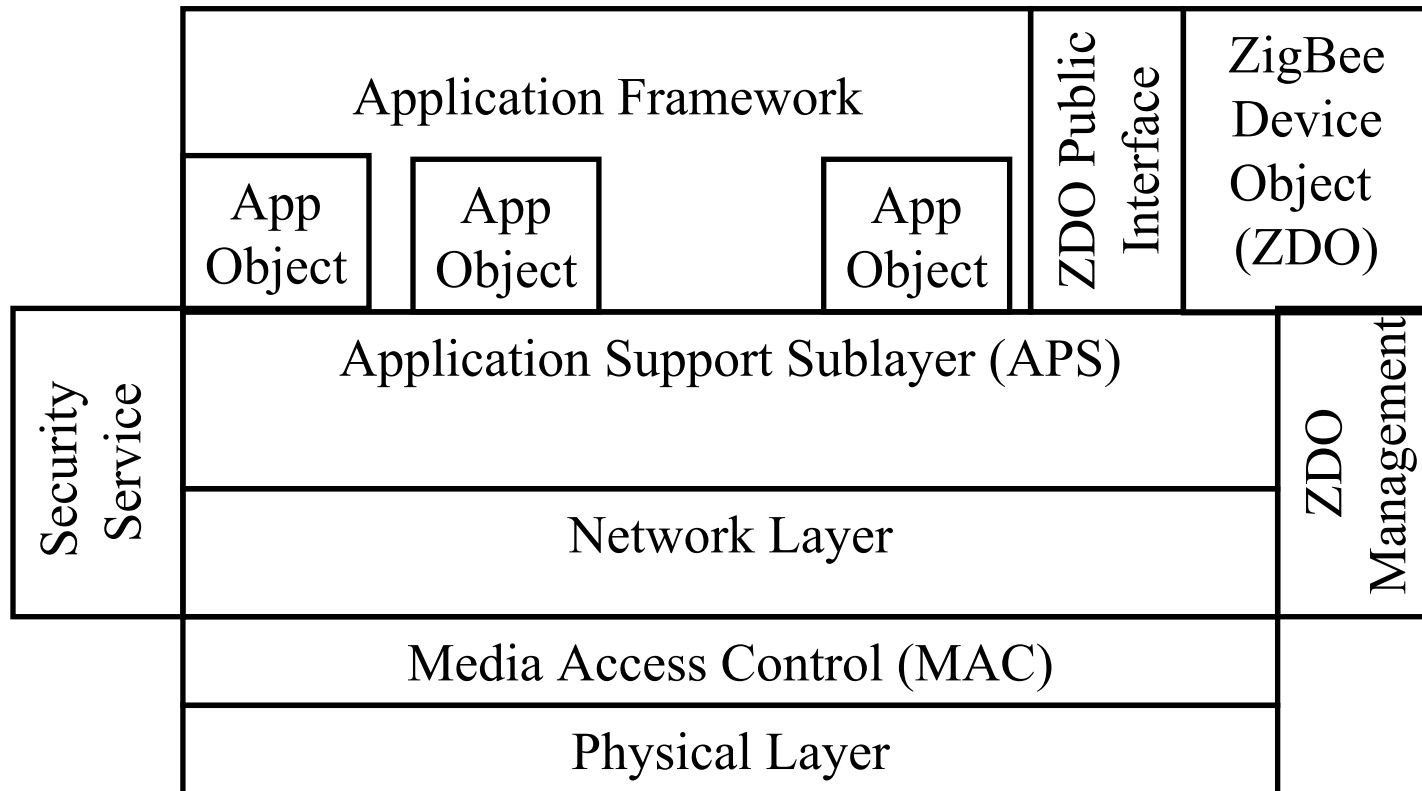 Application Framework
ZDO Public
Interface
ZigBee
Device
Object
(ZDO)
App
Object
App
Object
App
Object
Security
Service
Application Support Sublayer (APS)
ZDO
Management
Network Layer
Media Access Control (MAC)
Physical Layer